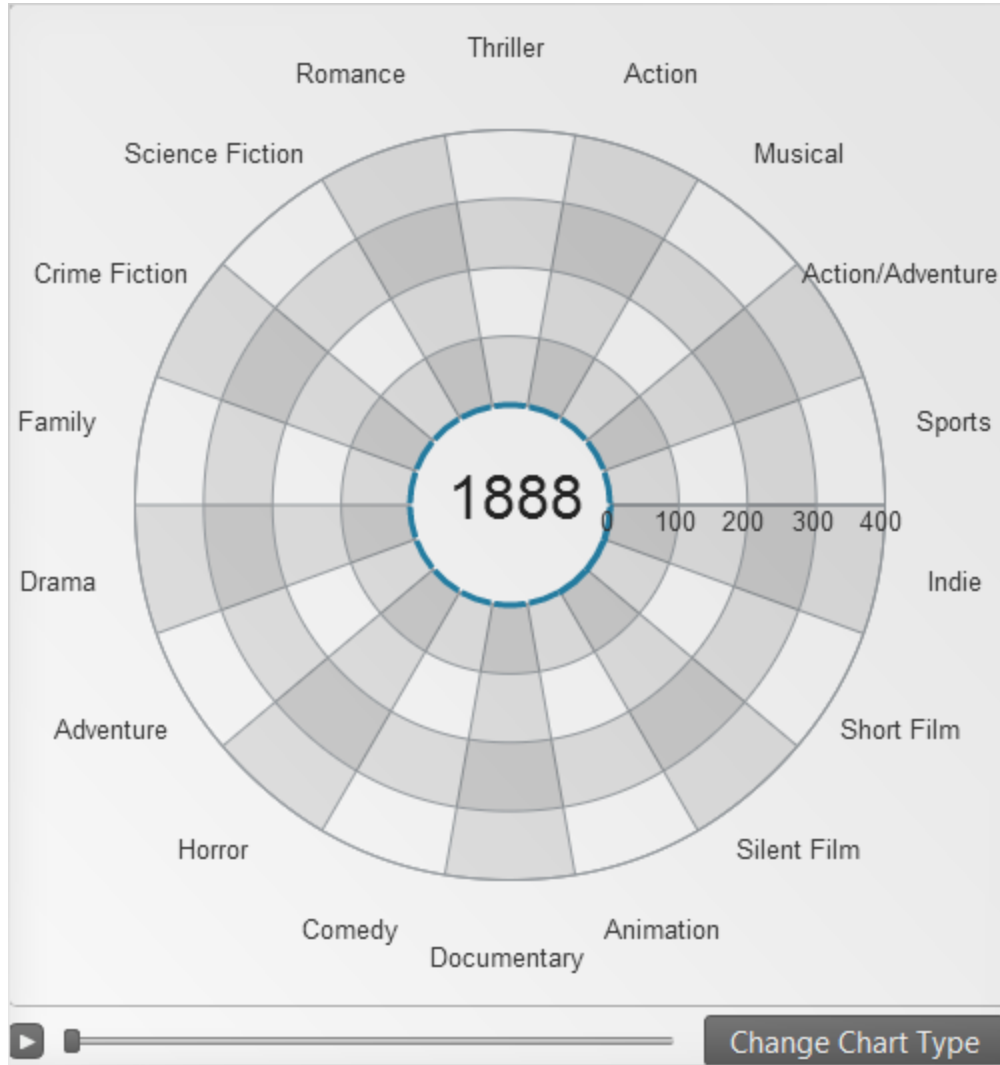 Thriller
Romance
Action
Science Fiction
Musical
Crime Fiction
Action/Adventure
Family
Sports
1888
0 100 200 300 400
Drama
Indie
Adventure
Short Film
Horror
Silent Film
Comedy
Animation
Documentary
Change Chart Type